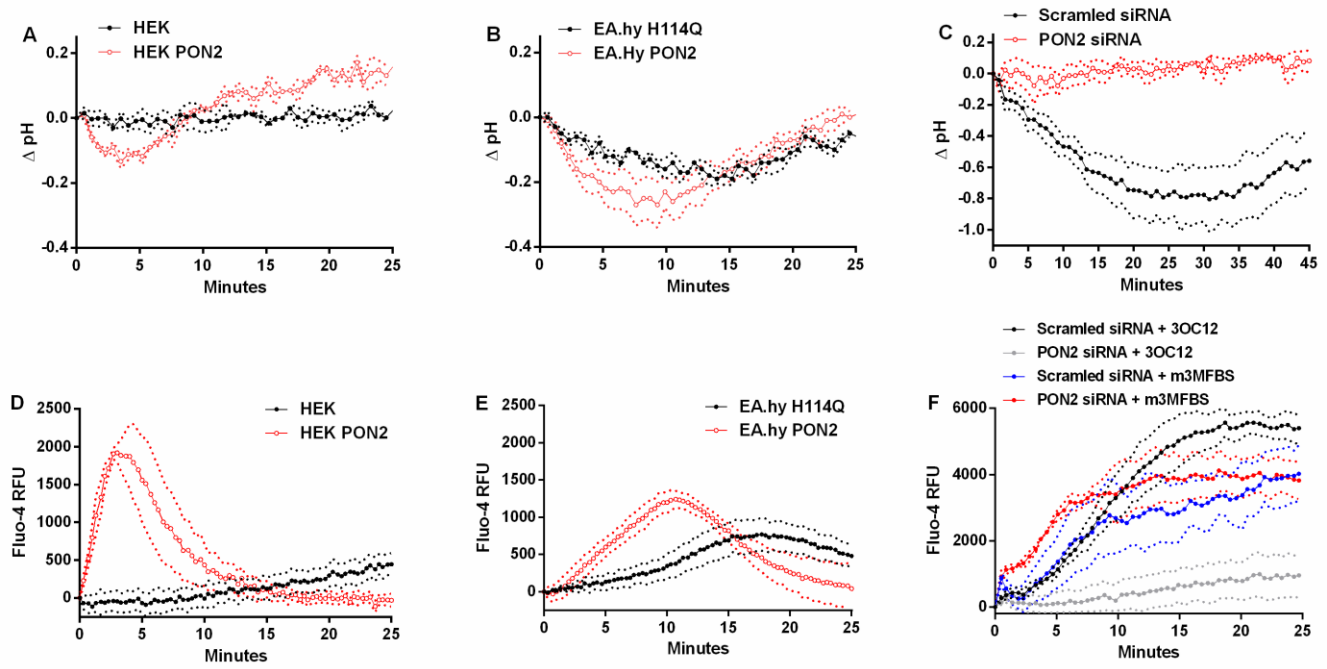 A
HEK
HEK PON2
0.2
0.0
-0.2
-0.4
Δ pH
0 5 10 15 20 25
Minutes
B
EA.hy H114Q
EA.Hy PON2
0.2
0.0
-0.2
-0.4
Δ pH
0 5 10 15 20 25
Minutes
C
Scramled siRNA
PON2 siRNA
0.2
0.0
-0.2
-0.4
-0.6
-0.8
-1.0
Δ pH
0 5 10 15 20 25 30 35 40 45
Minutes
D
HEK
HEK PON2
2500
2000
1500
1000
500
0
Fluo-4 RFU
0 5 10 15 20 25
Minutes
E
EA.hy H114Q
EA.hy PON2
2500
2000
1500
1000
500
0
Fluo-4 RFU
0 5 10 15 20 25
Minutes
Scramled siRNA + 3OC12
PON2 siRNA + 3OC12
Scramled siRNA + m3MFBS
PON2 siRNA + m3MFBS
F
6000
4000
2000
0
Fluo-4 RFU
0 5 10 15 20 25
Minutes